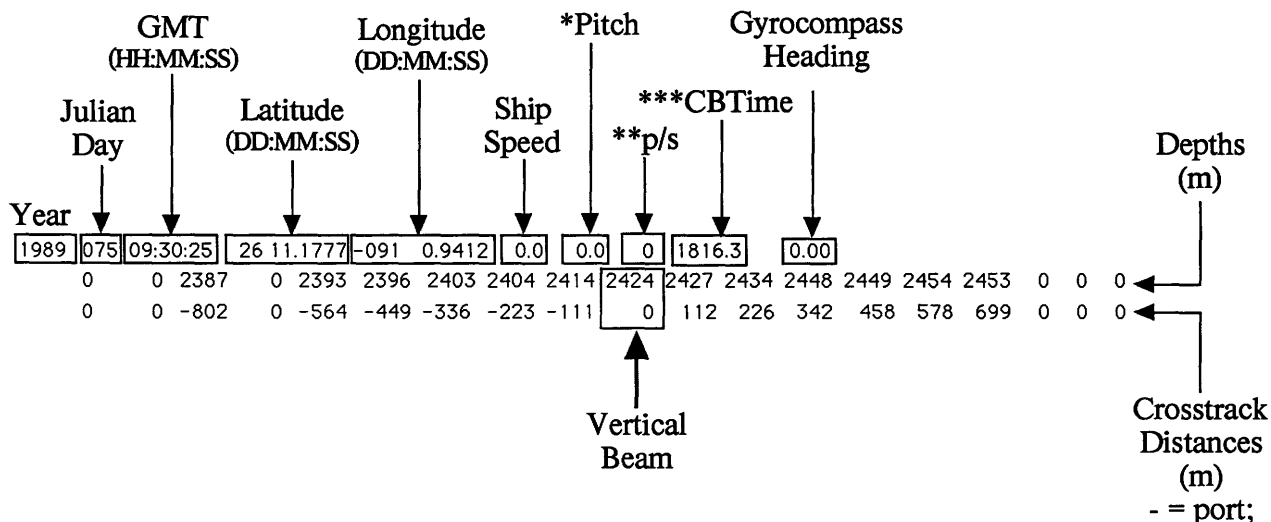 GMT
(HH:MM:SS)
Longitude
(DD:MM:SS)
*Pitch
Gyrocompass
Heading
Julian
Day
Latitude
(DD:MM:SS)
Ship
Speed
***CBTime
**p/s
Depths
(m)
Year
1989 075 09:30:25 26 11.1777 -091 0.9412 0.0 0.0 0 1816.3 0.00
0 0 2387 0 2393 2396 2403 2404 2414 2424 2427 2434 2448 2449 2454 2453 0 0 0
0 0 -802 0 -564 -449 -336 -223 -111 0 112 226 342 458 578 699 0 0 0
Vertical
Beam
Crosstrack
Distances
(m)
- = port;